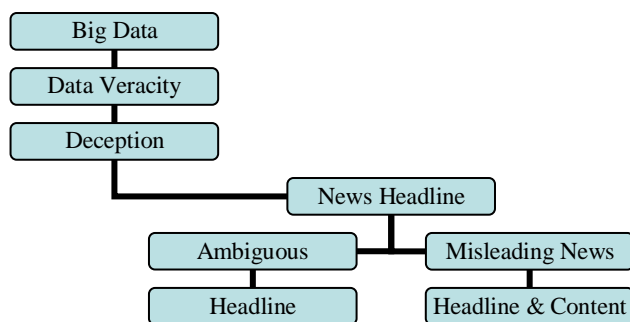 Big Data
Data Veracity
Deception
News Headline
Ambiguous
Misleading News
Headline
Headline & Content